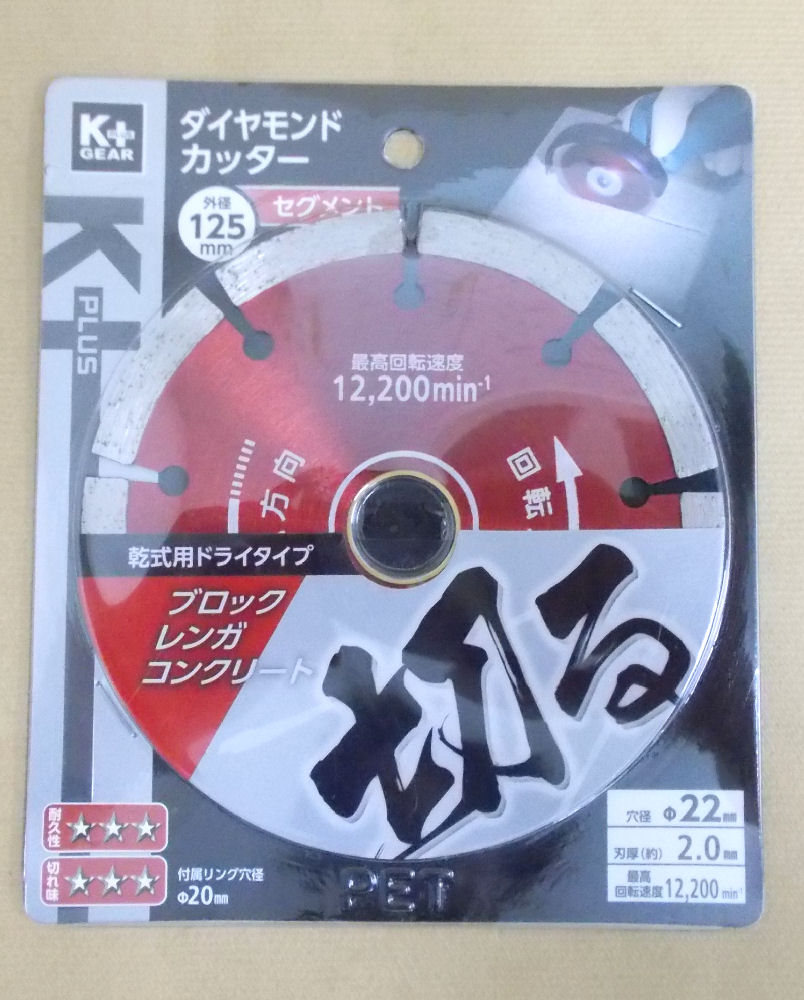 K+
GEAR
ダイヤモンド
カッター
外径
125
mm
セグメント
K+
PLUS
最高回転速度
12,200min⁻¹
方向
回転
乾式用ドライタイプ
ブロック
レンガ
コンクリート
切る
耐久性 ★★★
切れ味 ★★★
付属リング穴径
Φ20mm
穴径 Φ22mm
刃厚(約) 2.0mm
最高
回転速度 12,200min⁻¹
PET